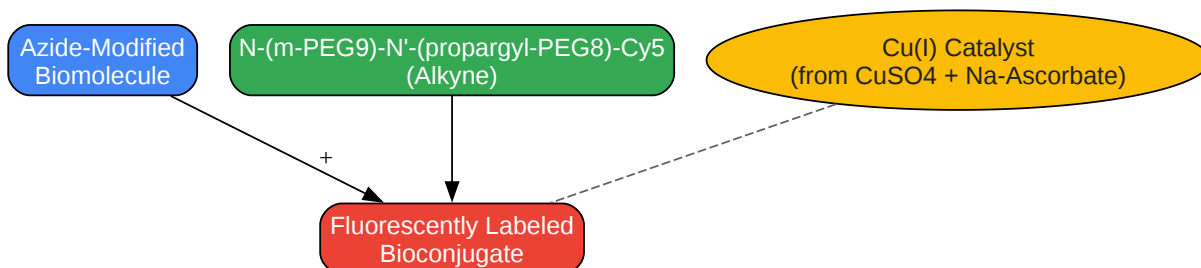 Azide-Modified
Biomolecule
N-(m-PEG9)-N'-(propargyl-PEG8)-Cy5
(Alkyne)
Cu(I) Catalyst
(from CuSO4 + Na-Ascorbate)
+
Fluorescently Labeled
Bioconjugate